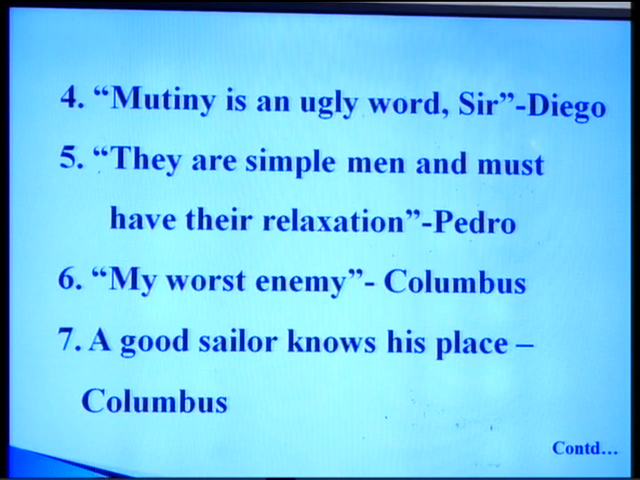 4. “Mutiny is an ugly word, Sir”-Diego
5. “They are simple men and must
have their relaxation”-Pedro
6. “My worst enemy”- Columbus
7. A good sailor knows his place –
Columbus
Contd...